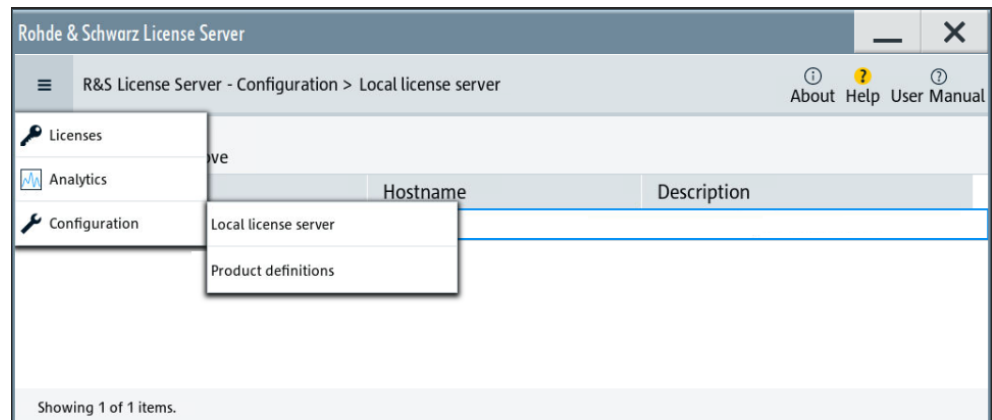 Rohde & Schwarz License Server
R&S License Server - Configuration > Local license server
About Help User Manual
Licenses
Analytics
Configuration
Hostname
Description
Local license server
Product definitions
Showing 1 of 1 items.